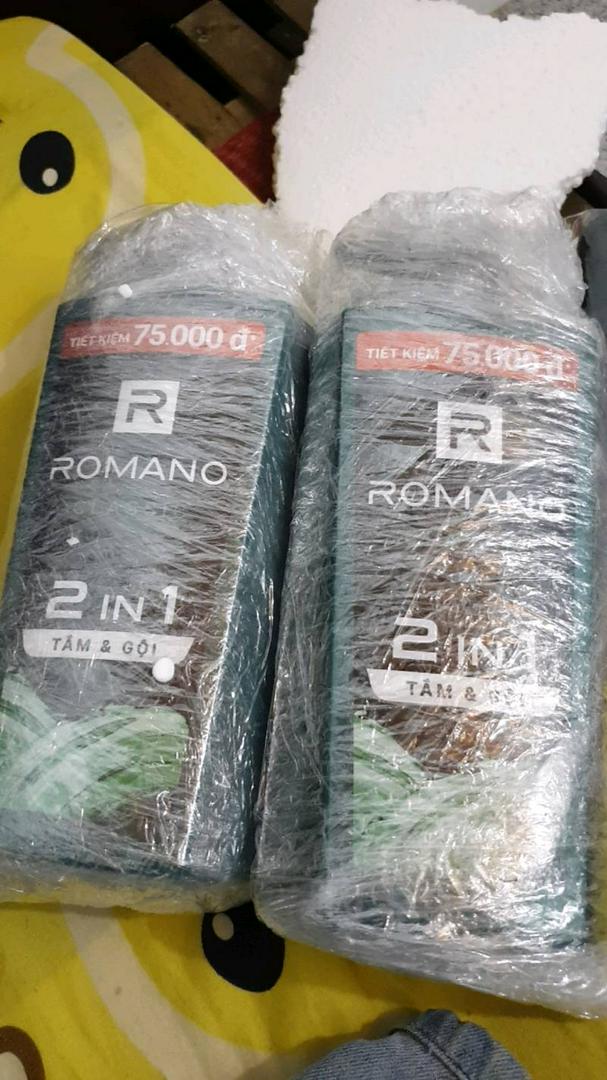 TIẾT KIỆM 75.000 đ*
R
ROMANO
2 IN 1
TẮM & GỘI
TIẾT KIỆM 75.000 đ*
R
ROMANO
2 IN 1
TẮM & GỘI